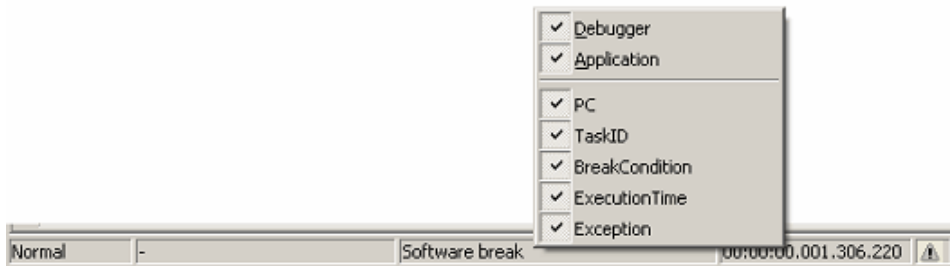 Debugger
Application
PC
TaskID
BreakCondition
ExecutionTime
Exception
Normal - Software break 00:00:00.001.306.220